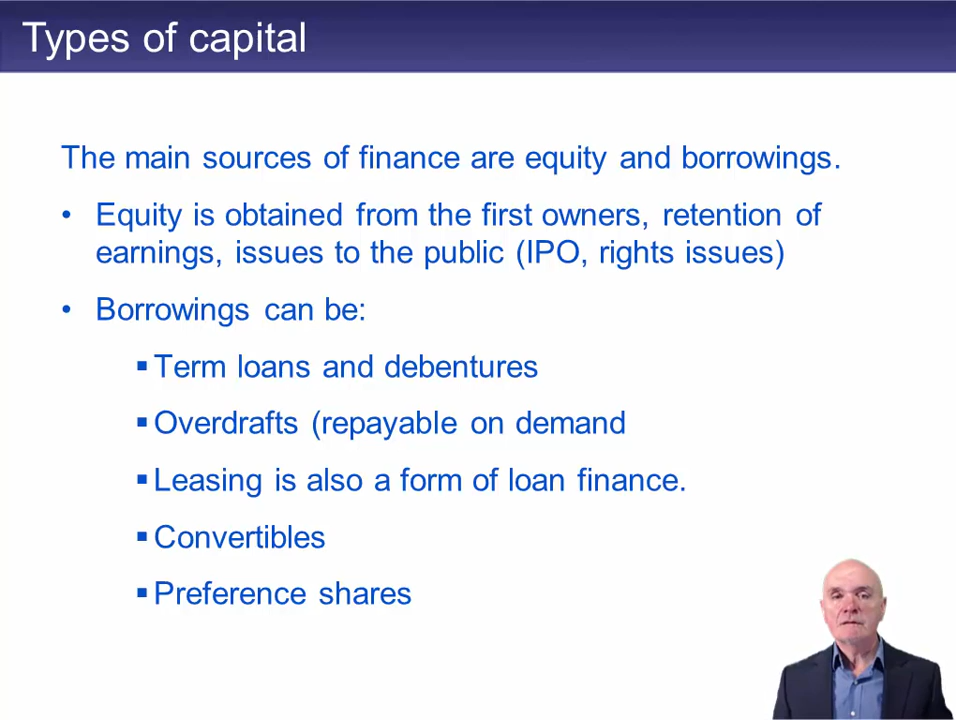 Types of capital
The main sources of finance are equity and borrowings.
• Equity is obtained from the first owners, retention of
earnings, issues to the public (IPO, rights issues)
• Borrowings can be:
▪ Term loans and debentures
▪ Overdrafts (repayable on demand
▪ Leasing is also a form of loan finance.
▪ Convertibles
▪ Preference shares